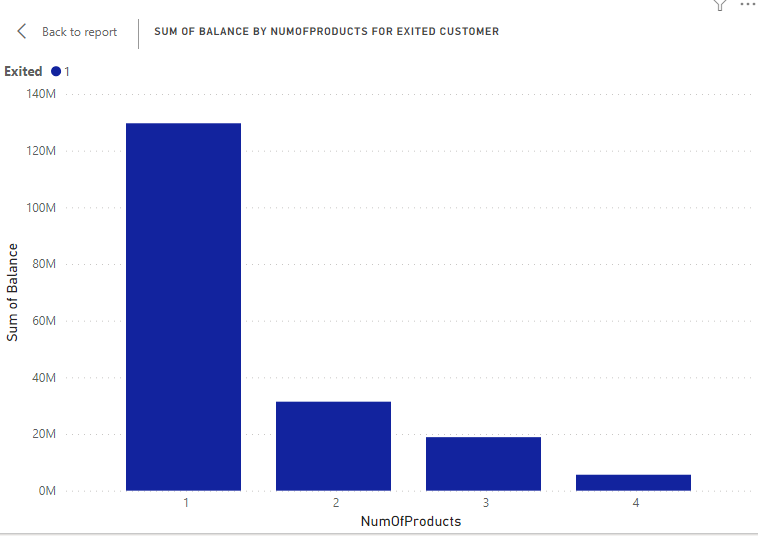 Back to report
SUM OF BALANCE BY NUMOFPRODUCTS FOR EXITED CUSTOMER
Exited 1
140M
120M
100M
80M
60M
40M
20M
0M
Sum of Balance
1 2 3 4
NumOfProducts